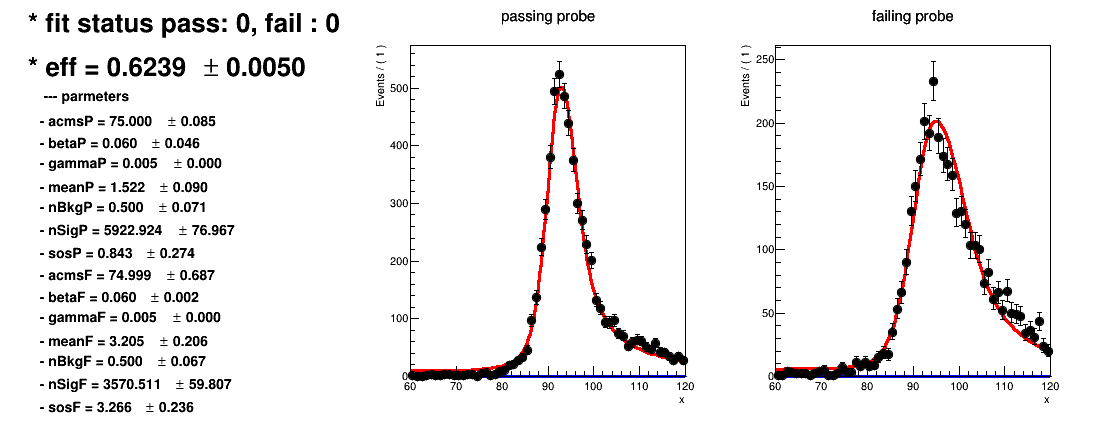 * fit status pass: 0, fail : 0
* eff = 0.6239 ± 0.0050
--- parmeters
- acmsP = 75.000 ± 0.085
- betaP = 0.060 ± 0.046
- gammaP = 0.005 ± 0.000
- meanP = 1.522 ± 0.090
- nBkgP = 0.500 ± 0.071
- nSigP = 5922.924 ± 76.967
- sosP = 0.843 ± 0.274
- acmsF = 74.999 ± 0.687
- betaF = 0.060 ± 0.002
- gammaF = 0.005 ± 0.000
- meanF = 3.205 ± 0.206
- nBkgF = 0.500 ± 0.067
- nSigF = 3570.511 ± 59.807
- sosF = 3.266 ± 0.236
passing probe
Events / ( 1 )
500
400
300
200
100
0
60 70 80 90 100 110 120
x
failing probe
Events / ( 1 )
250
200
150
100
50
0
60 70 80 90 100 110 120
x